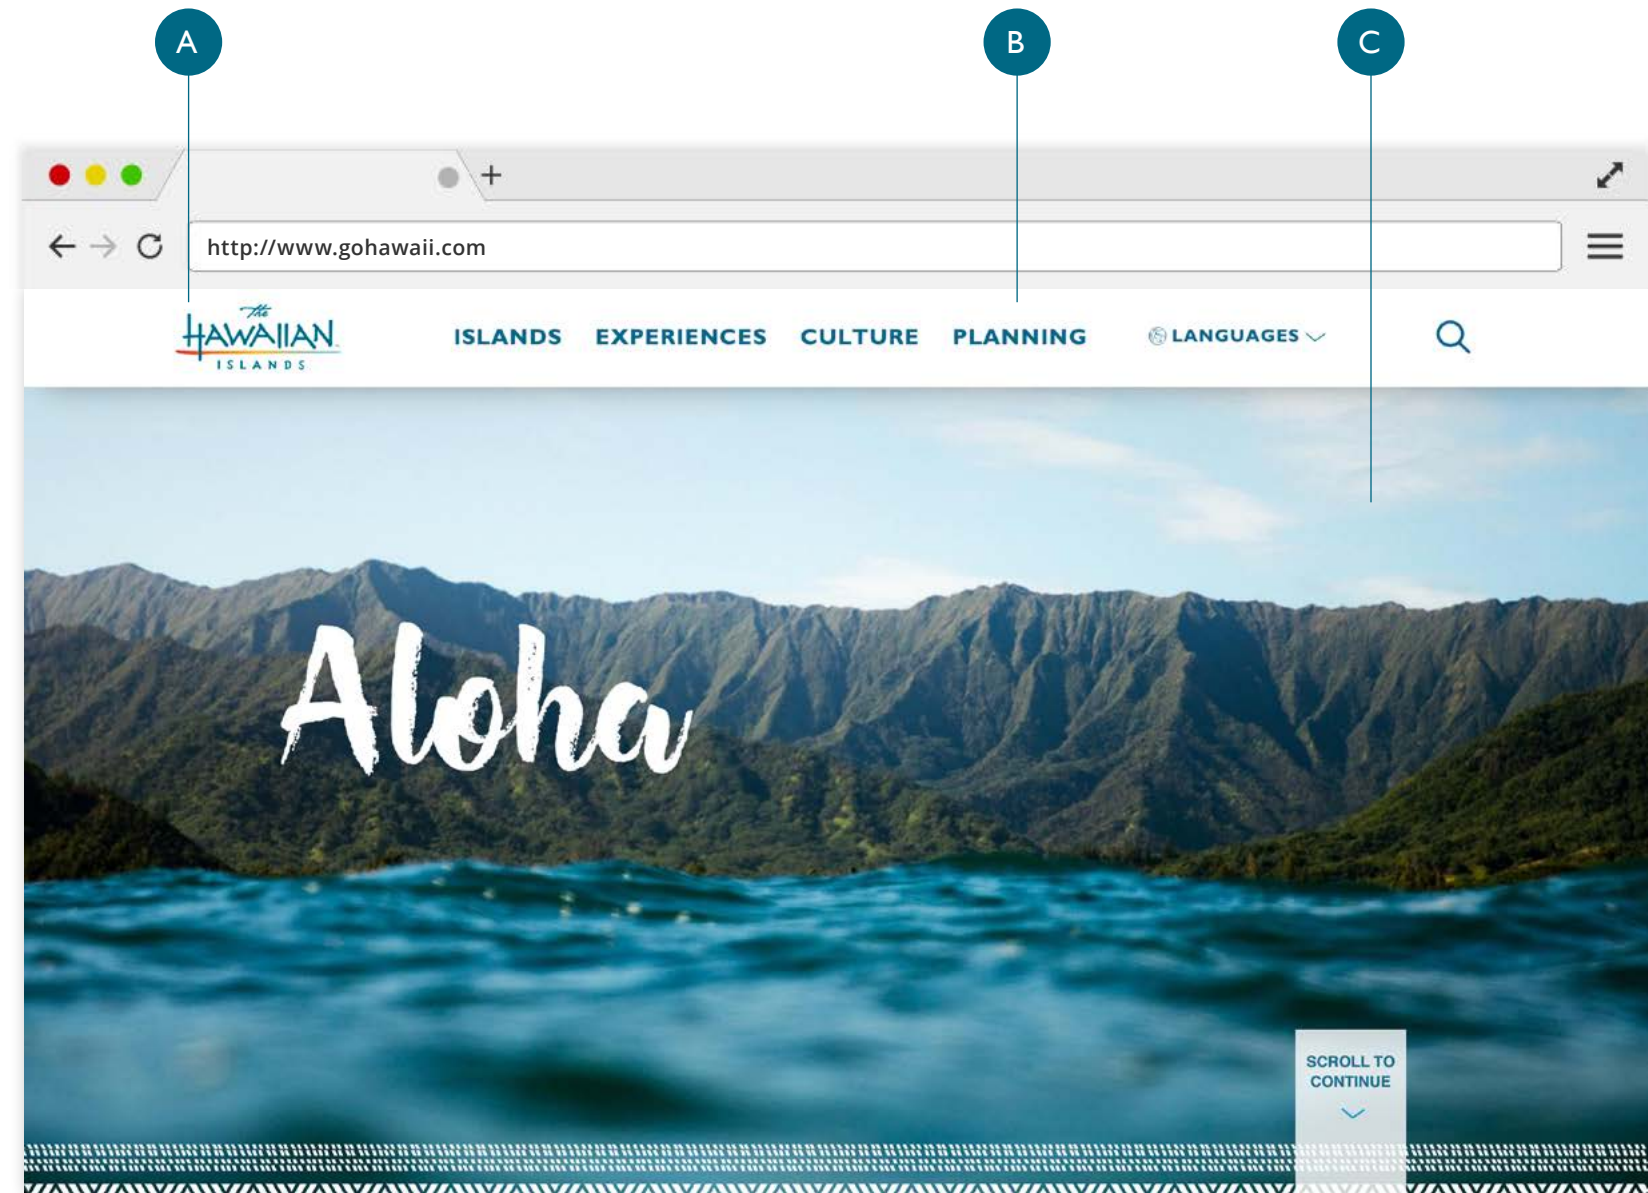 A B C
http://www.gohawaii.com
The
HAWAIIAN
ISLANDS
ISLANDS EXPERIENCES CULTURE PLANNING LANGUAGES
Aloha
SCROLL TO
CONTINUE